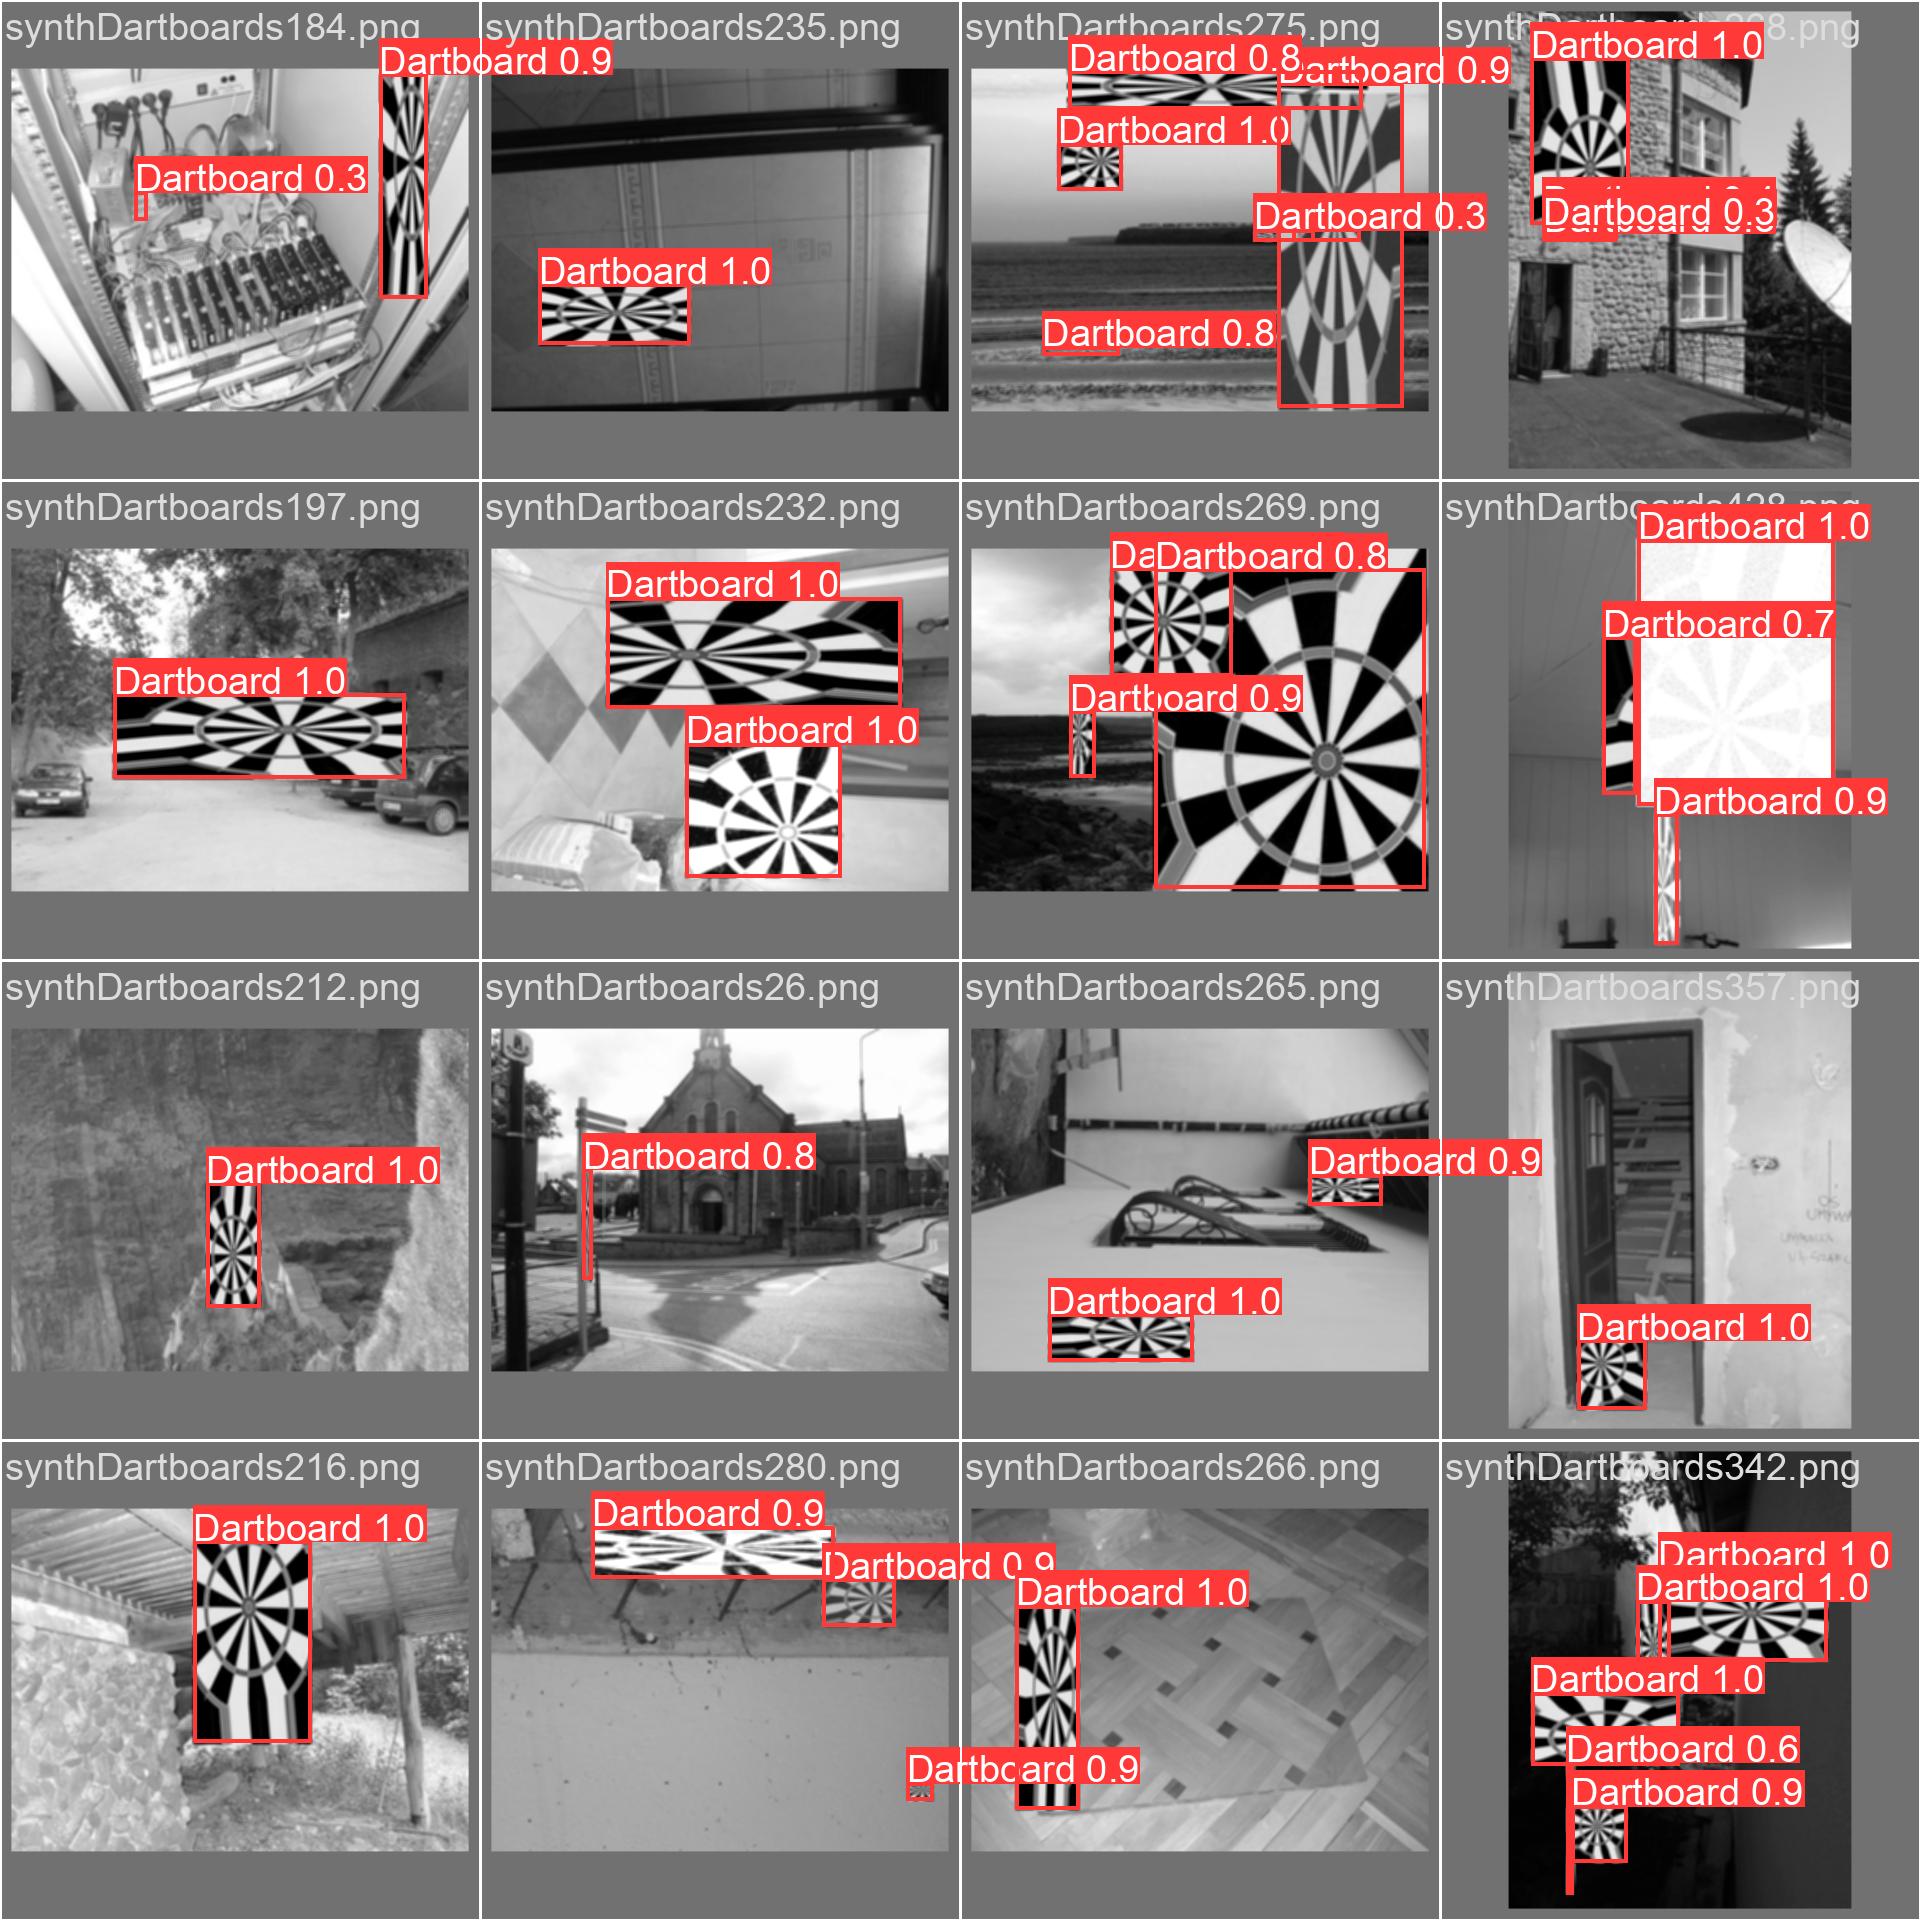 synthDartboards184.png
Dartboard 0.9
Dartboard 0.3
synthDartboards235.png
Dartboard 1.0
synthDartboards275.png
Dartboard 0.8
Dartboard 0.9
Dartboard 1.0
Dartboard 0.3
Dartboard 0.8
Dartboard 1.0
Dartboard 0.3
synthDartboards197.png
Dartboard 1.0
synthDartboards232.png
Dartboard 1.0
Dartboard 1.0
synthDartboards269.png
Da
Dartboard 0.8
Dartboard 0.9
Dartboard 1.0
Dartboard 0.7
Dartboard 0.9
synthDartboards212.png
Dartboard 1.0
synthDartboards26.png
Dartboard 0.8
synthDartboards265.png
Dartboard 0.9
Dartboard 1.0
synthDartboards357.png
Dartboard 1.0
synthDartboards216.png
Dartboard 1.0
synthDartboards280.png
Dartboard 0.9
Dartboard 0.9
Dartboard 0.9
synthDartboards266.png
Dartboard 1.0
synthDartboards342.png
Dartboard 1.0
Dartboard 1.0
Dartboard 1.0
Dartboard 0.6
Dartboard 0.9